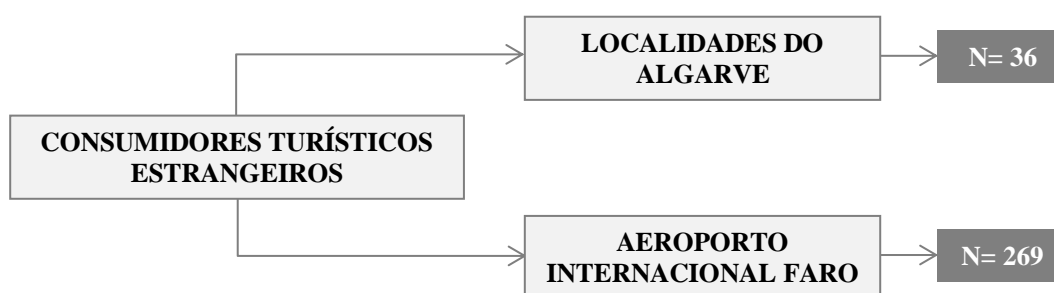 LOCALIDADES DO
ALGARVE
N= 36
CONSUMIDORES TURÍSTICOS
ESTRANGEIROS
AEROPORTO
INTERNACIONAL FARO
N= 269